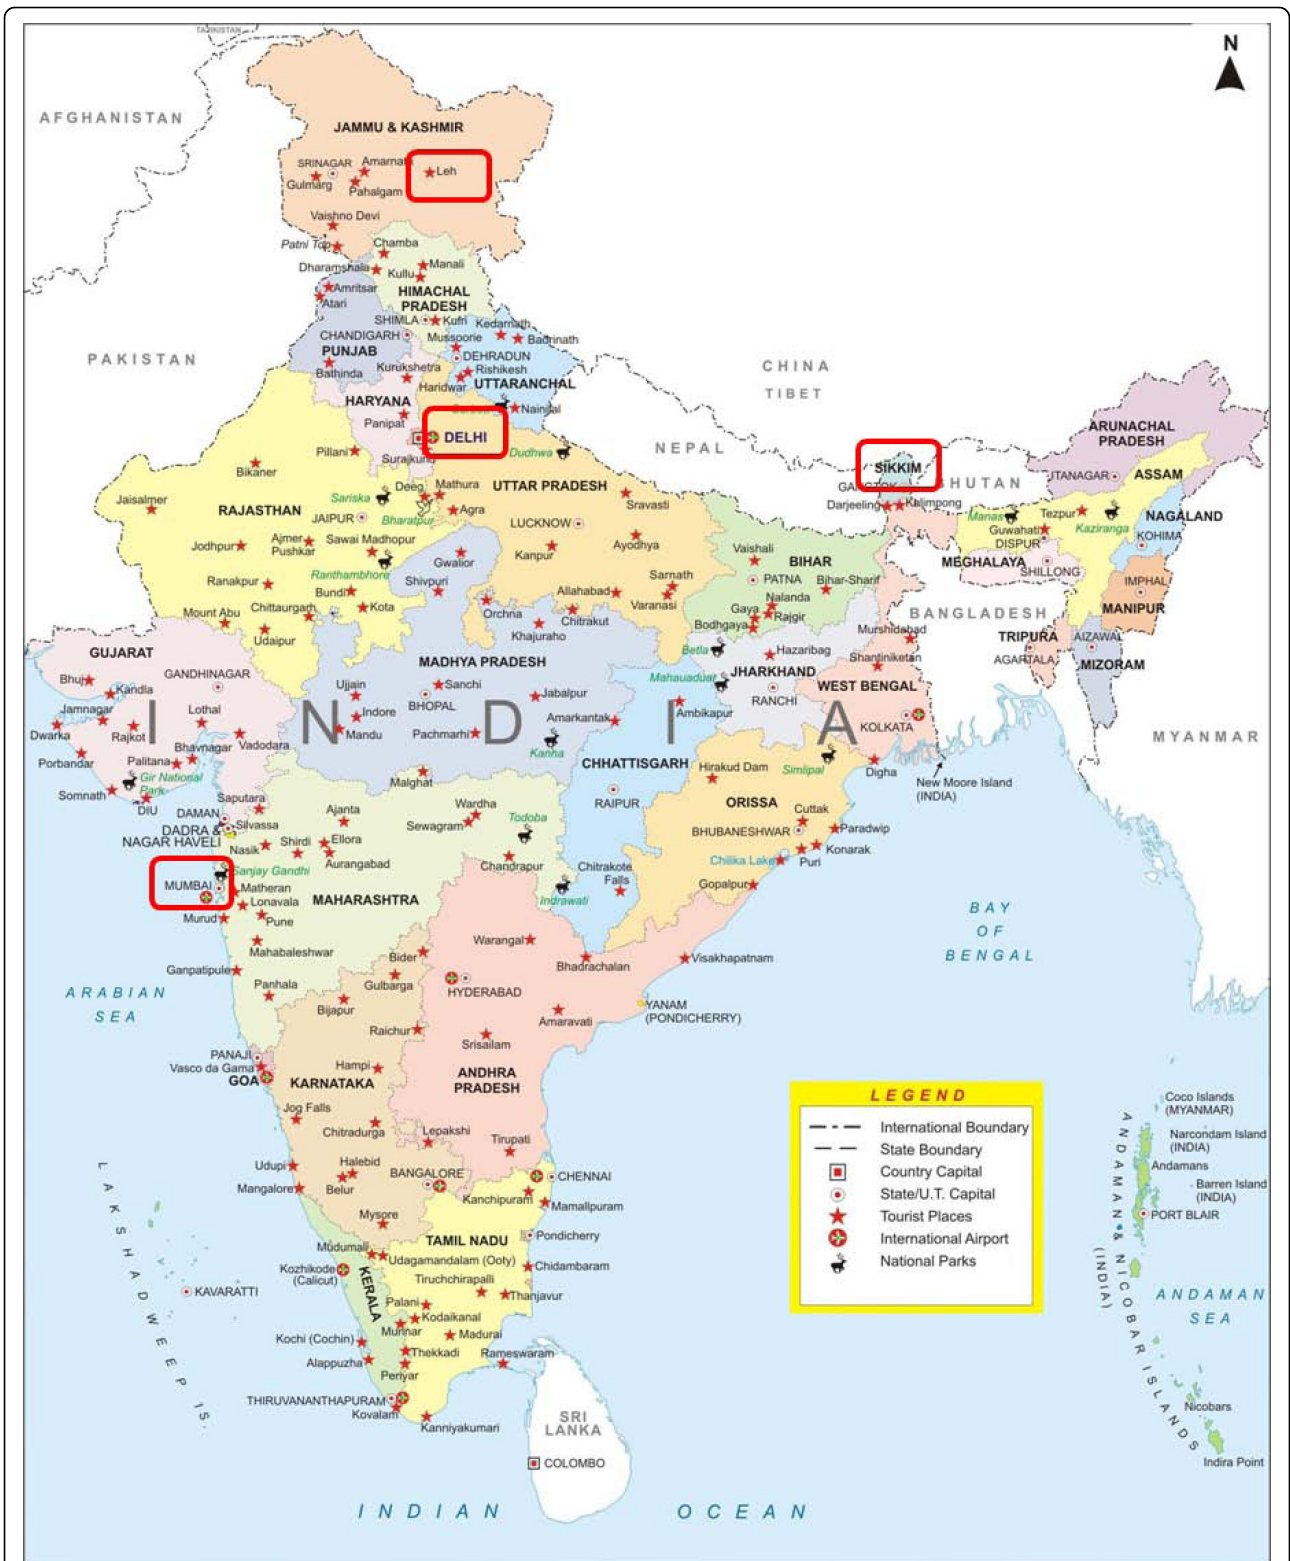 TAJIKISTAN
N
AFGHANISTAN
JAMMU & KASHMIR
SRINAGAR
Amarnath
Leh
Gulmarg
Pahalgam
Vaishno Devi
Patni Top
Chamba
Dharamshala
Manali
Kullu
Amritsar
Atari
HIMACHAL
PRADESH
SHIMLA
Kufri
Kedarnath
CHANDIGARH
Mussoorie
Badrinath
PUNJAB
DEHRADUN
PAKISTAN
Bathinda
Kurukshetra
Rishikesh
Haridwar
UTTARANCHAL
CHINA
TIBET
HARYANA
Nainital
Panipat
DELHI
Surajkund
Dudhwa
NEPAL
ARUNACHAL
PRADESH
SIKKIM
GANGTOK
BHUTAN
ITANAGAR
ASSAM
Pillani
Bikaner
Darjeeling
Kalimpong
Jaisalmer
RAJASTHAN
Sariska
Deeg
Mathura
UTTAR PRADESH
Sravasti
JAIPUR
Bharatpur
Agra
LUCKNOW
Manas
Tezpur
Kaziranga
NAGALAND
Guwahati
DISPUR
KOHIMA
Jodhpur
Ajmer
Pushkar
Sawai Madhopur
Kanpur
Ayodhya
Vaishali
BIHAR
MEGHALAYA
SHILLONG
Gwalior
Ranakpur
Ranthambhore
Shivpuri
Sarnath
PATNA
Bihar-Sharif
IMPHAL
Bundi
Allahabad
Varanasi
Nalanda
MANIPUR
Mount Abu
Chittaurgarh
Kota
Orchna
Chitrakut
Gaya
Rajgir
BANGLADESH
Udaipur
Khajuraho
Bodhgaya
Murshidabad
TRIPURA
AIZAWAL
GUJARAT
Betla
Hazaribag
Shantiniketan
AGARTALA
MIZORAM
GANDHINAGAR
MADHYA PRADESH
Mahauaduar
JHARKHAND
WEST BENGAL
Bhuj
Kandla
Ujjain
Sanchi
Jabalpur
RANCHI
Jamnagar
Lothal
Indore
BHOPAL
Amarkantak
Ambikapur
KOLKATA
INDIA
Dwarka
Rajkot
Mandu
Pachmarhi
MYANMAR
Bhavnagar
Vadodara
Kanha
Porbandar
Palitana
Malghat
CHHATTISGARH
Hirakud Dam
Simlipal
Digha
Gir National
Park
New Moore Island
(INDIA)
Somnath
DIU
Saputara
DAMAN
Silvassa
DADRA &
NAGAR HAVELI
Ajanta
Wardha
Sewagram
Todoba
RAIPUR
ORISSA
Cuttak
BHUBANESHWAR
Paradwip
Nasik
Shirdi
Ellora
Aurangabad
Chandrapur
Chitrakote
Falls
Chilika Lake
Puri
Konarak
Sanjay Gandhi
MUMBAI
Matheran
Lonavala
MAHARASHTRA
Indrawati
Gopalpur
Murud
Pune
BAY
OF
BENGAL
Mahabaleshwar
Warangal
Ganpatipule
Bider
Bhadrachalan
Visakhapatnam
Panhala
Gulbarga
HYDERABAD
ARABIAN
SEA
Bijapur
YANAM
(PONDICHERRY)
Raichur
Amaravati
Srisailam
PANAJI
Vasco da Gama
GOA
Hampi
KARNATAKA
ANDHRA
PRADESH
Jog Falls
Chitradurga
Lepakshi
Tirupati
LEGEND
International Boundary
State Boundary
Country Capital
State/U.T. Capital
Tourist Places
International Airport
National Parks
Coco Islands
(MYANMAR)
Narcondam Island
(INDIA)
Andamans
Barren Island
(INDIA)
PORT BLAIR
ANDAMAN & NICOBAR ISLANDS
(INDIA)
Udupi
Halebid
BANGALORE
CHENNAI
Mangalore
Belur
Kanchipuram
Mamallpuram
LAKSHADWEEP IS.
Mysore
TAMIL NADU
Pondicherry
Mudumali
Udagamandalam (Ooty)
Chidambaram
Kozhikode
(Calicut)
KERALA
Tiruchchirapalli
KAVARATTI
Palani
Thanjavur
ANDAMAN
SEA
Kodaikanal
Munnar
Madurai
Kochi (Cochin)
Thekkadi
Rameswaram
Alappuzha
Periyar
THIRUVANANTHAPURAM
Kovalam
Kanniyakumari
SRI
LANKA
Nicobars
COLOMBO
Indira Point
INDIAN OCEAN